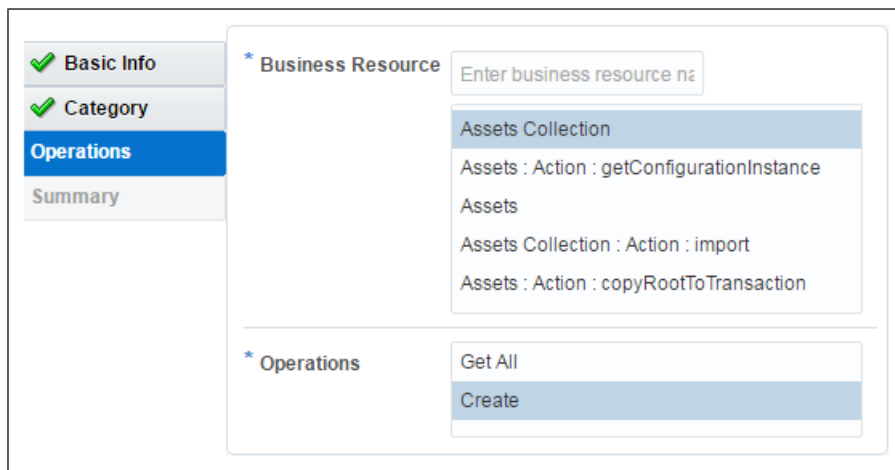 Basic Info
Category
Operations
Summary
* Business Resource
Enter business resource na
Assets Collection
Assets : Action : getConfigurationInstance
Assets
Assets Collection : Action : import
Assets : Action : copyRootToTransaction
* Operations
Get All
Create